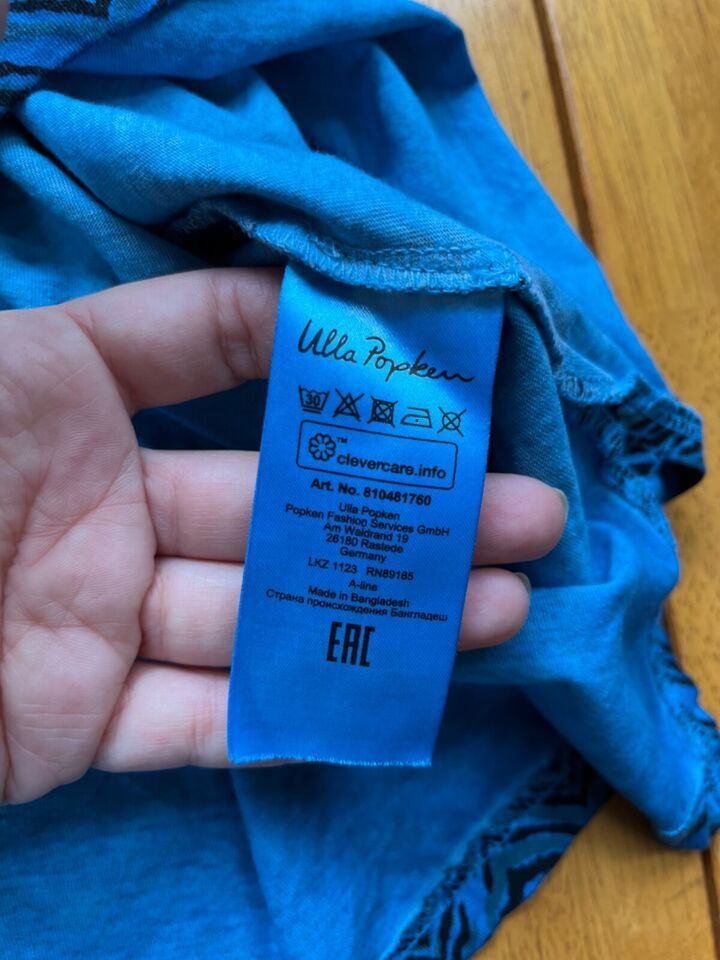 Ulla Popken
30
clevercare.info
Art. No. 810481760
Ulla Popken
Popken Fashion Services GmbH
Am Waldrand 19
26180 Rastede
Germany
LKZ 1123 RN89185
A-line
Made in Bangladesh
Страна происхождения Бангладеш
EAC